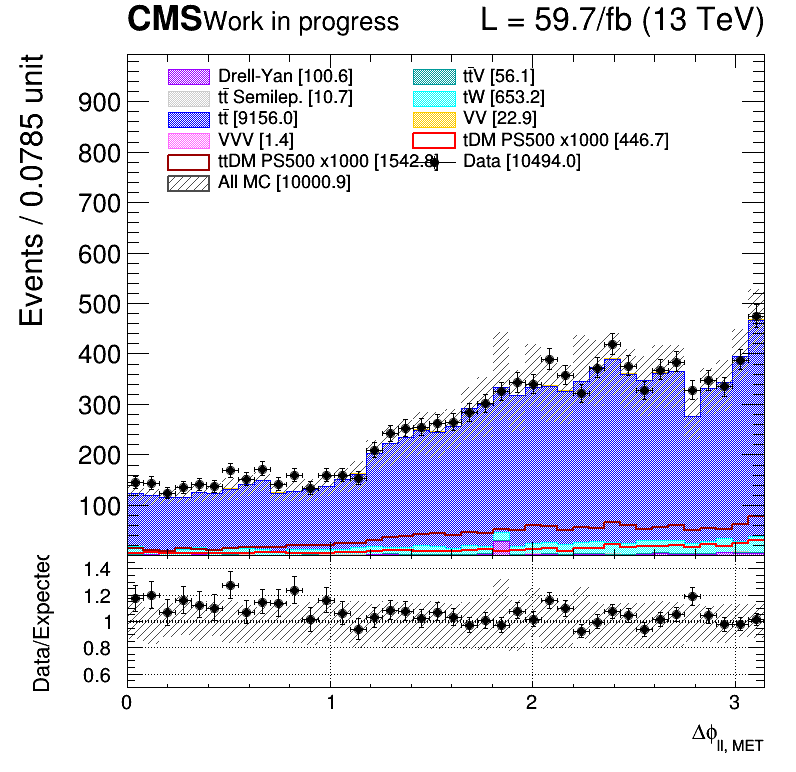 CMS Work in progress L = 59.7/fb (13 TeV)
Events / 0.0785 unit
Drell-Yan [100.6] tt̄V [56.1]
tt̄ Semilep. [10.7] tW [653.2]
tt̄ [9156.0] VV [22.9]
VVV [1.4] tDM PS500 x1000 [446.7]
ttDM PS500 x1000 [1542.8] Data [10494.0]
All MC [10000.9]
900
800
700
600
500
400
300
200
100
Data/Expected
1.4
1.2
1
0.8
0.6
0 1 2 3
Δϕll, MET